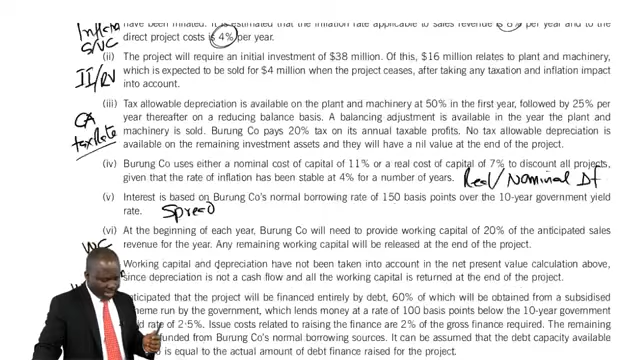 have been inflated. It is estimated that the inflation rate applicable to sales revenue is 8% per year and to the
direct project costs is 4% per year.
Inflatn
S/VC
(ii) The project will require an initial investment of $38 million. Of this, $16 million relates to plant and machinery,
which is expected to be sold for $4 million when the project ceases, after taking any taxation and inflation impact
into account.
II/RV
(iii) Tax allowable depreciation is available on the plant and machinery at 50% in the first year, followed by 25% per
year thereafter on a reducing balance basis. A balancing adjustment is available in the year the plant and
machinery is sold. Burung Co pays 20% tax on its annual taxable profits. No tax allowable depreciation is
available on the remaining investment assets and they will have a nil value at the end of the project.
CA
taxRate
(iv) Burung Co uses either a nominal cost of capital of 11% or a real cost of capital of 7% to discount all projects,
given that the rate of inflation has been stable at 4% for a number of years.
Real/ Nominal Df
(v) Interest is based on Burung Co's normal borrowing rate of 150 basis points over the 10-year government yield
rate.
Spread
(vi) At the beginning of each year, Burung Co will need to provide working capital of 20% of the anticipated sales
revenue for the year. Any remaining working capital will be released at the end of the project.
WC
Working capital and depreciation have not been taken into account in the net present value calculation above,
since depreciation is not a cash flow and all the working capital is returned at the end of the project.
anticipated that the project will be financed entirely by debt, 60% of which will be obtained from a subsidised
scheme run by the government, which lends money at a rate of 100 basis points below the 10-year government
yield rate of 2·5%. Issue costs related to raising the finance are 2% of the gross finance required. The remaining
funded from Burung Co's normal borrowing sources. It can be assumed that the debt capacity available
is equal to the actual amount of debt finance raised for the project.